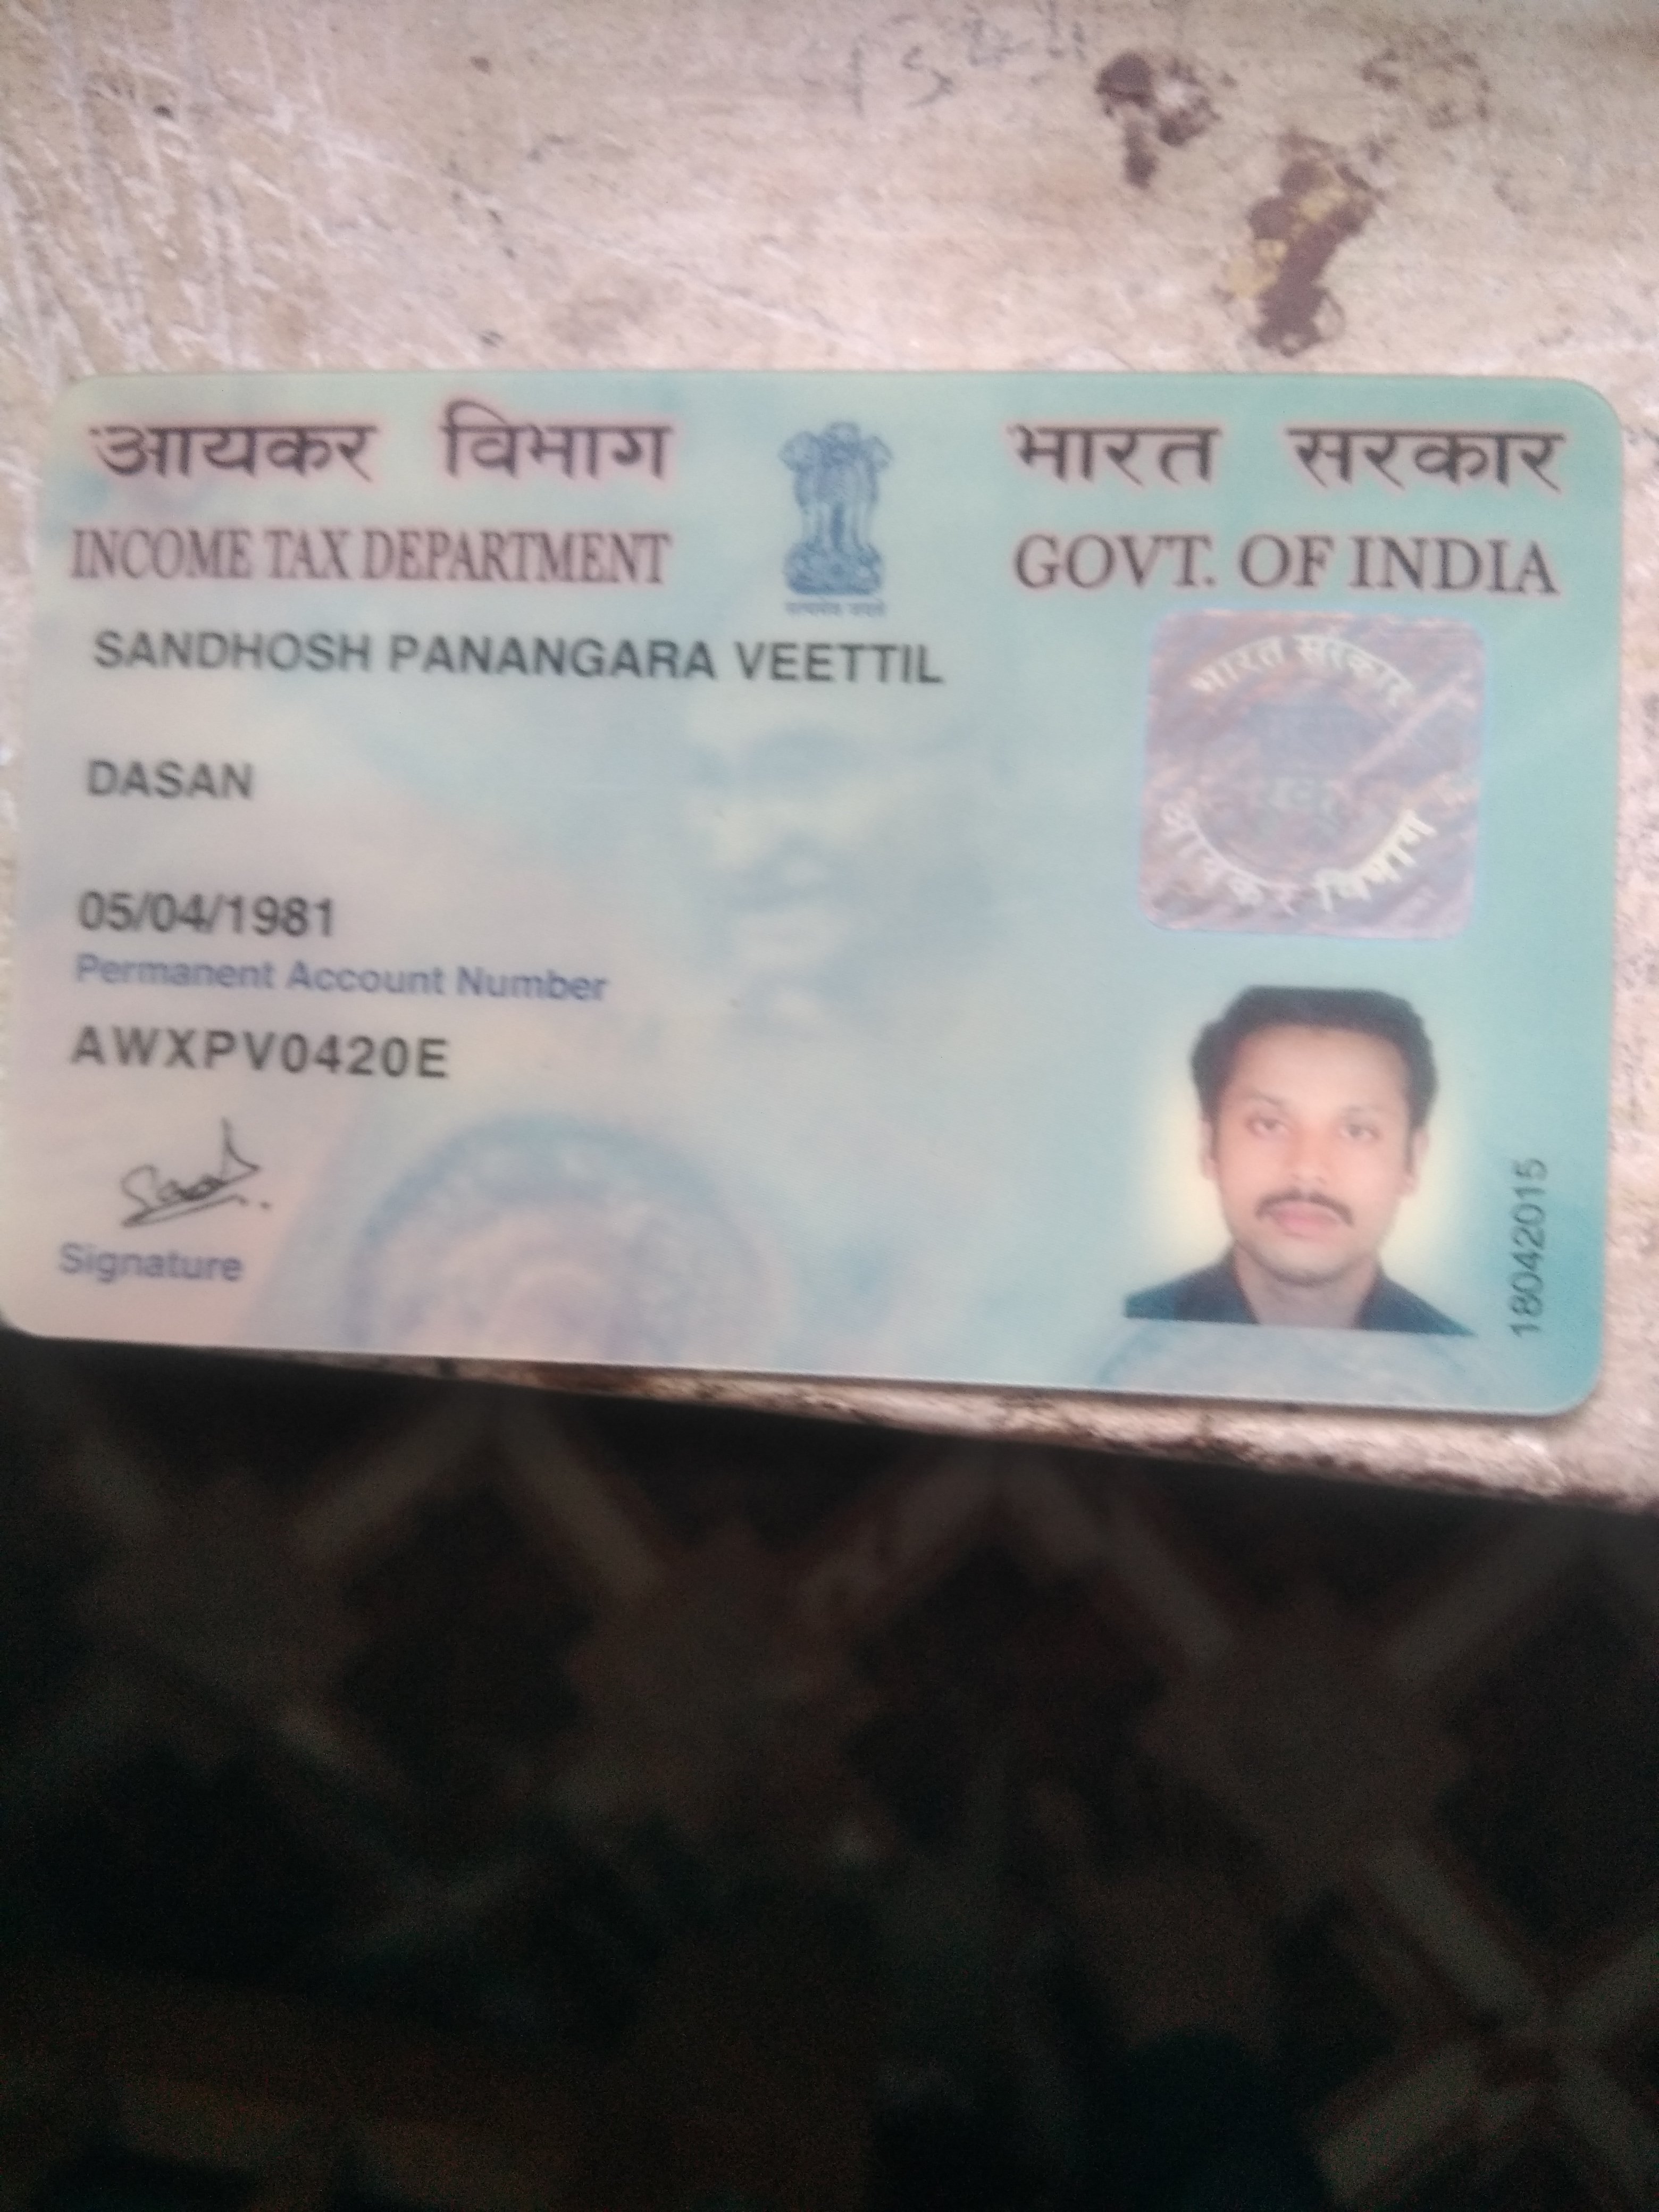 आयकर विभाग
भारत सरकार
INCOME TAX DEPARTMENT
GOVT. OF INDIA
सत्यमेव जयते
SANDHOSH PANANGARA VEETTIL
भारत सरकार
आयकर विभाग
DASAN
05/04/1981
Permanent Account Number
AWXPV0420E
Signature
18042015